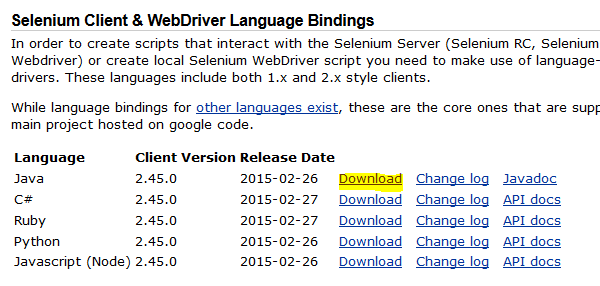 Selenium Client & WebDriver Language Bindings
In order to create scripts that interact with the Selenium Server (Selenium RC, Selenium
Webdriver) or create local Selenium WebDriver script you need to make use of language-
drivers. These languages include both 1.x and 2.x style clients.
While language bindings for other languages exist, these are the core ones that are supp
main project hosted on google code.
Language Client Version Release Date
Java 2.45.0 2015-02-26 Download Change log Javadoc
C# 2.45.0 2015-02-27 Download Change log API docs
Ruby 2.45.0 2015-02-27 Download Change log API docs
Python 2.45.0 2015-02-26 Download Change log API docs
Javascript (Node) 2.45.0 2015-02-26 Download Change log API docs